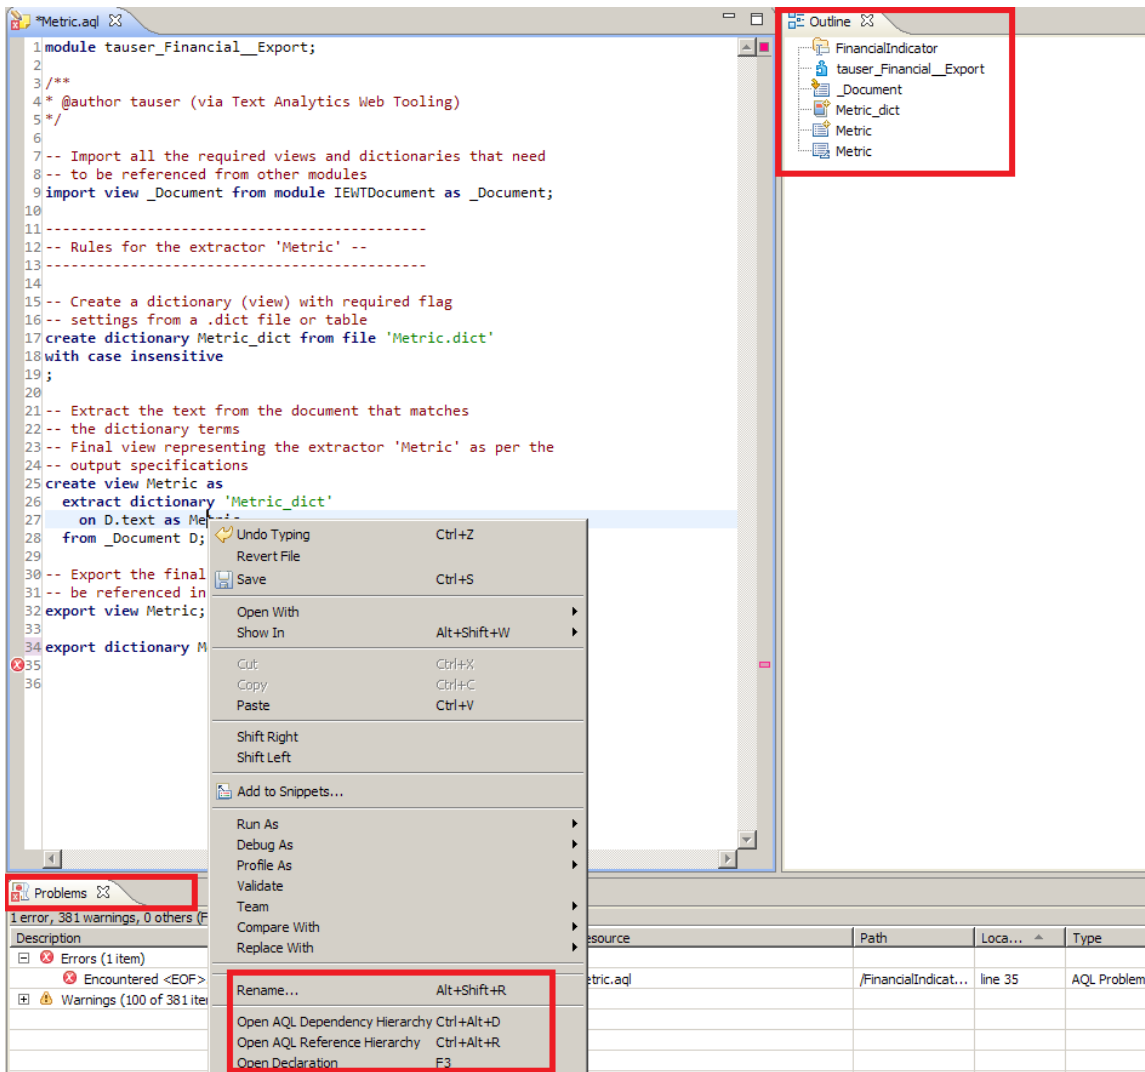 *Metric.aql
1 module tauser_Financial__Export;
2
3 /**
4 * @author tauser (via Text Analytics Web Tooling)
5 */
6
7 -- Import all the required views and dictionaries that need
8 -- to be referenced from other modules
9 import view _Document from module IEWTDocument as _Document;
10
11 ---------------------------------------------
12 -- Rules for the extractor 'Metric' --
13 ---------------------------------------------
14
15 -- Create a dictionary (view) with required flag
16 -- settings from a .dict file or table
17 create dictionary Metric_dict from file 'Metric.dict'
18 with case insensitive
19 ;
20
21 -- Extract the text from the document that matches
22 -- the dictionary terms
23 -- Final view representing the extractor 'Metric' as per the
24 -- output specifications
25 create view Metric as
26 extract dictionary 'Metric_dict'
27 on D.text as Metric
28 from _Document D;
29
30 -- Export the final
31 -- be referenced in
32 export view Metric;
33
34 export dictionary M
35
36
Outline
FinancialIndicator
tauser_Financial__Export
_Document
Metric_dict
Metric
Metric
Undo Typing Ctrl+Z
Revert File
Save Ctrl+S
Open With
Show In Alt+Shift+W
Cut Ctrl+X
Copy Ctrl+C
Paste Ctrl+V
Shift Right
Shift Left
Add to Snippets...
Run As
Debug As
Profile As
Validate
Team
Compare With
Replace With
Rename... Alt+Shift+R
Open AQL Dependency Hierarchy Ctrl+Alt+D
Open AQL Reference Hierarchy Ctrl+Alt+R
Open Declaration F3
Problems
1 error, 381 warnings, 0 others (F
Description esource Path Loca... Type
Errors (1 item)
Encountered <EOF> etric.aql /FinancialIndicat... line 35 AQL Problem
Warnings (100 of 381 iter